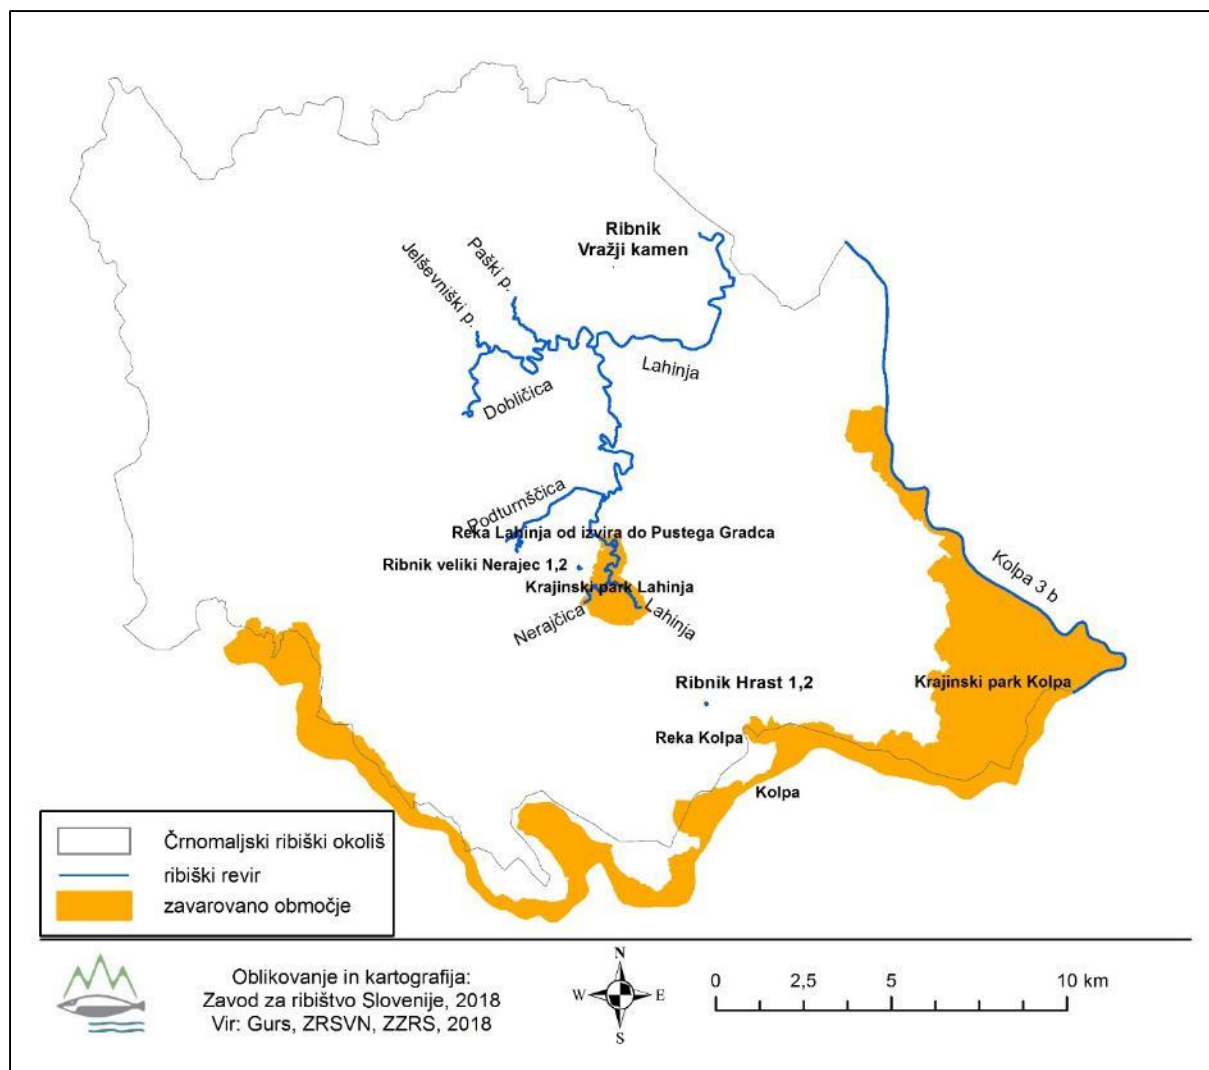 Ribnik
Vražji kamen
Paški p.
Jelševniški p.
Lahinja
Dobličica
Podturnščica
Reka Lahinja od izvira do Pustega Gradca
Ribnik veliki Nerajec 1,2
Krajinski park Lahinja
Nerajčica
Lahinja
Kolpa 3 b
Ribnik Hrast 1,2
Krajinski park Kolpa
Reka Kolpa
Kolpa
Črnomaljski ribiški okoliš
ribiški revir
zavarovano območje
Oblikovanje in kartografija:
Zavod za ribištvo Slovenije, 2018
Vir: Gurs, ZRSVN, ZZRS, 2018
N
W E
S
0 2,5 5 10 km